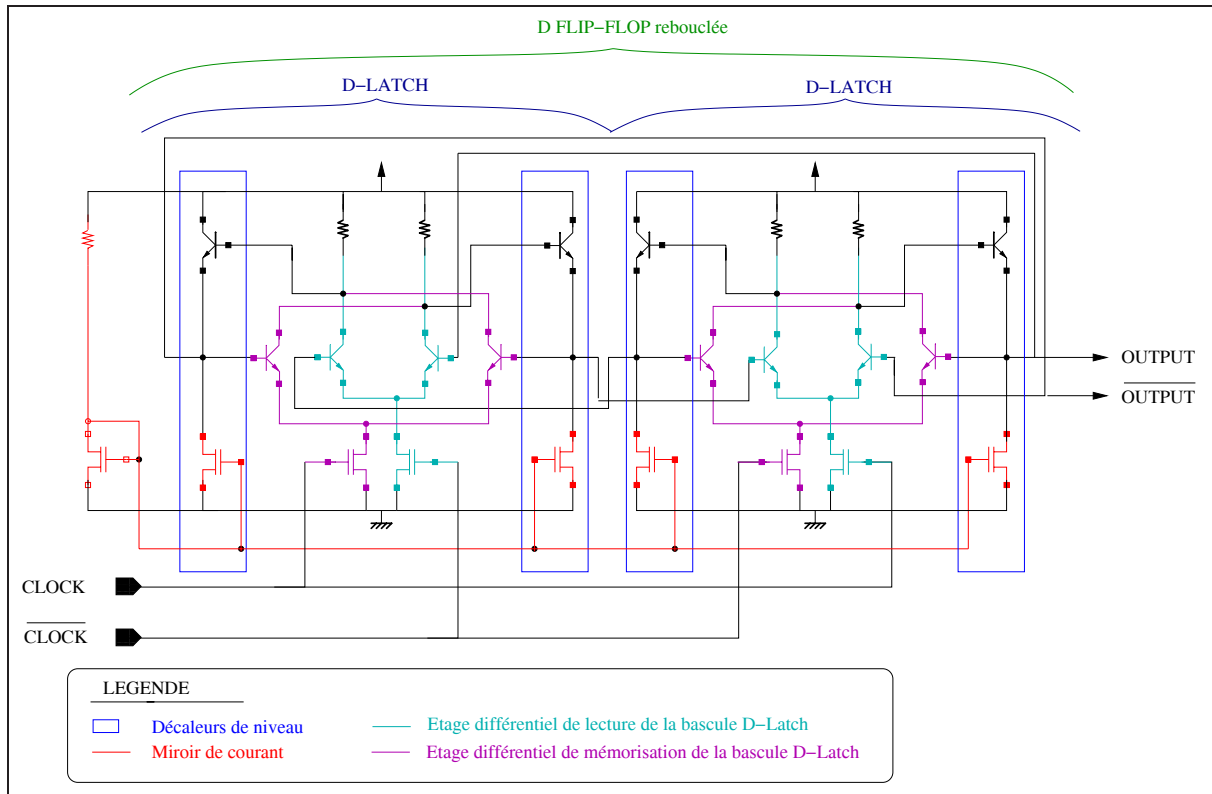 D FLIP−FLOP rebouclée
D−LATCH
D−LATCH
OUTPUT
OUTPUT
CLOCK
CLOCK
LEGENDE
Décaleurs de niveau
Etage différentiel de lecture de la bascule D−Latch
Miroir de courant
Etage différentiel de mémorisation de la bascule D−Latch